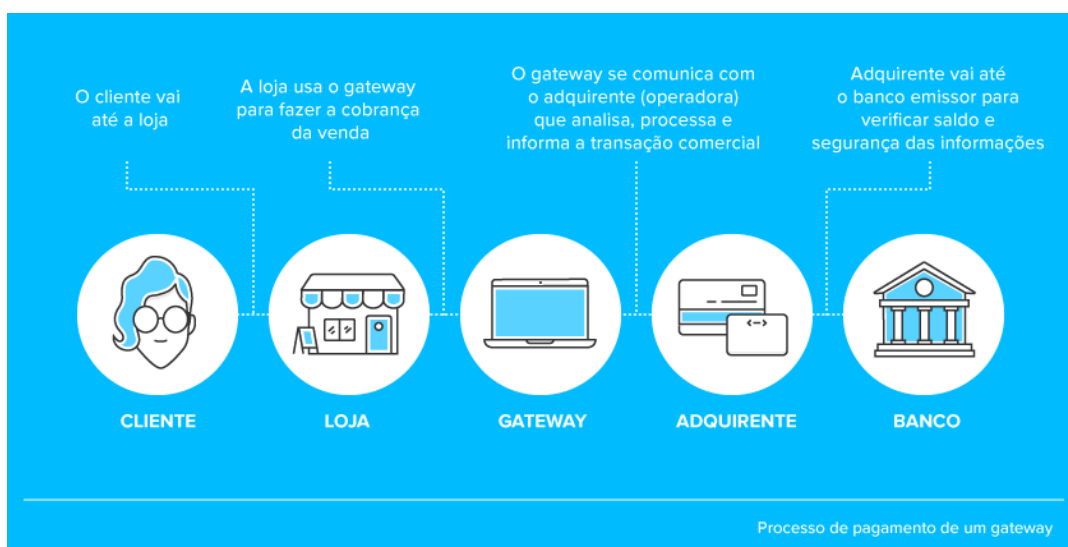 O cliente vai
até a loja
A loja usa o gateway
para fazer a cobrança
da venda
O gateway se comunica com
o adquirente (operadora)
que analisa, processa e
informa a transação comercial
Adquirente vai até
o banco emissor para
verificar saldo e
segurança das informações
CLIENTE
LOJA
GATEWAY
ADQUIRENTE
BANCO
Processo de pagamento de um gateway